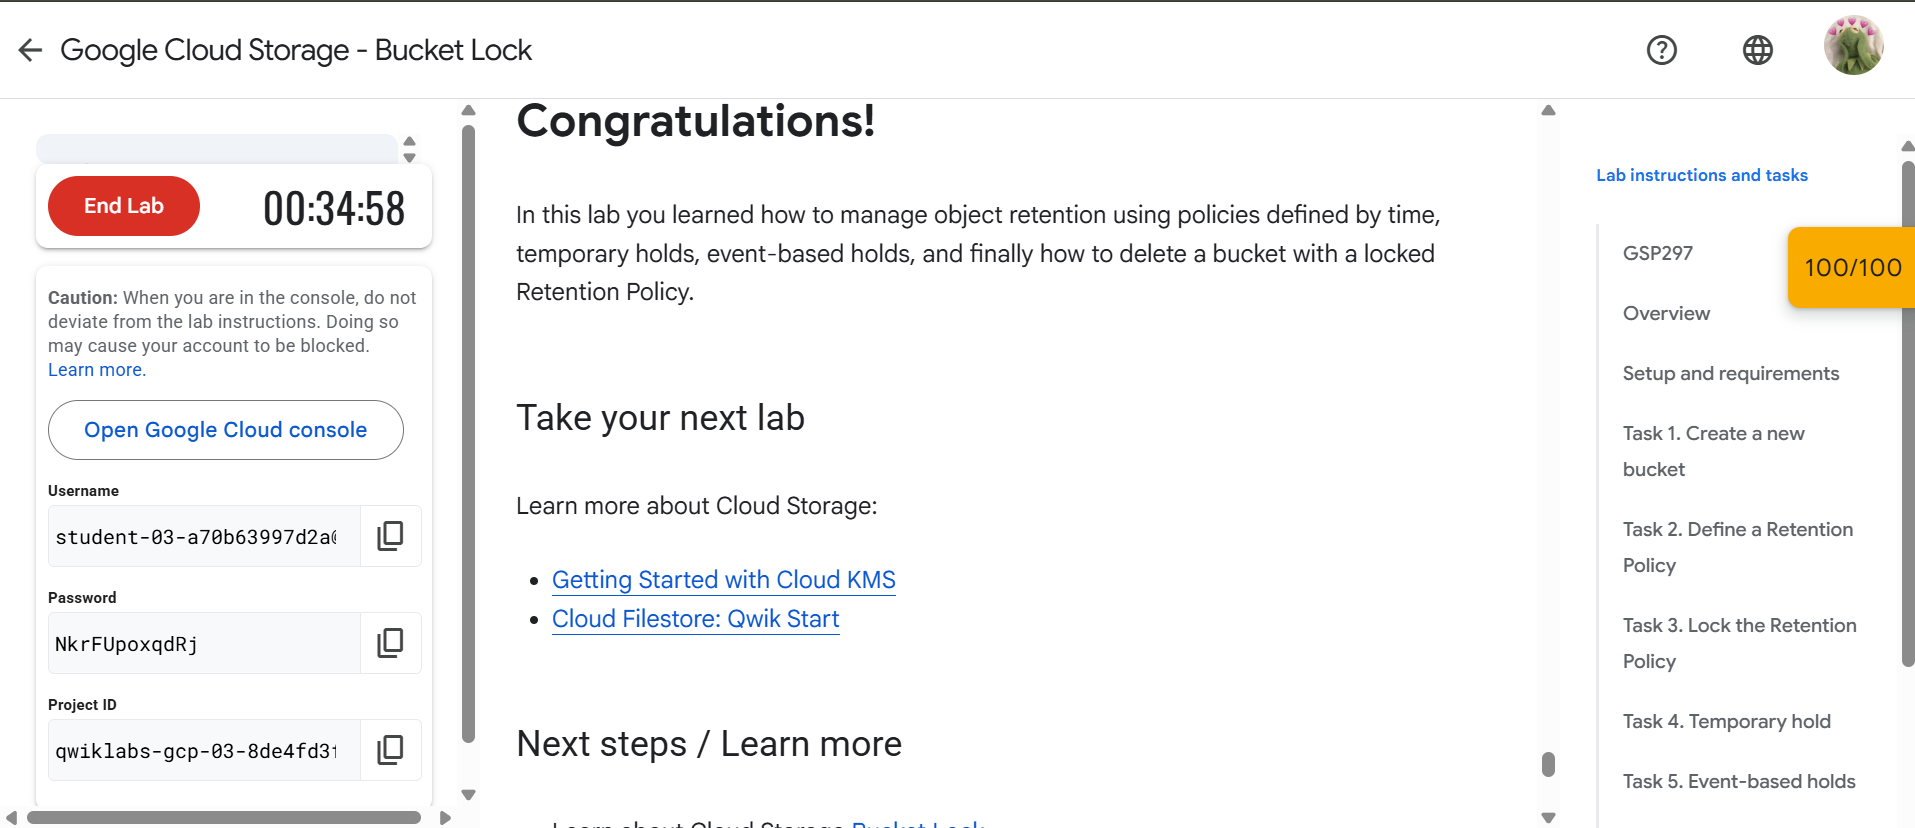 Google Cloud Storage - Bucket Lock
End Lab
00:34:58
Caution: When you are in the console, do not
deviate from the lab instructions. Doing so
may cause your account to be blocked.
Learn more.
Open Google Cloud console
Username
student-03-a70b63997d2a@
Password
NkrFUpoxqdRj
Project ID
qwiklabs-gcp-03-8de4fd3f
Congratulations!
In this lab you learned how to manage object retention using policies defined by time,
temporary holds, event-based holds, and finally how to delete a bucket with a locked
Retention Policy.
Take your next lab
Learn more about Cloud Storage:
Getting Started with Cloud KMS
Cloud Filestore: Qwik Start
Next steps / Learn more
Learn about Cloud Storage Bucket Lock
Lab instructions and tasks
GSP297
100/100
Overview
Setup and requirements
Task 1. Create a new
bucket
Task 2. Define a Retention
Policy
Task 3. Lock the Retention
Policy
Task 4. Temporary hold
Task 5. Event-based holds